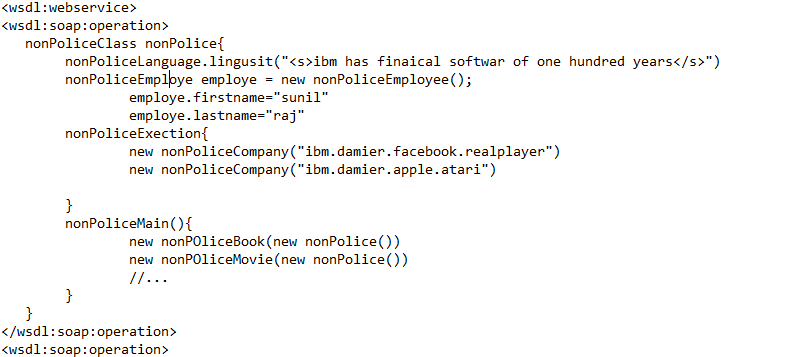 <wsdl:webservice>
<wsdl:soap:operation>
nonPoliceClass nonPolice{
nonPoliceLanguage.lingusit("<s>ibm has finaical softwar of one hundred years</s>")
nonPoliceEmploye employe = new nonPoliceEmployee();
employe.firstname="sunil"
employe.lastname="raj"
nonPoliceExection{
new nonPoliceCompany("ibm.damier.facebook.realplayer")
new nonPoliceCompany("ibm.damier.apple.atari")
}
nonPoliceMain(){
new nonPOliceBook(new nonPolice())
new nonPOliceMovie(new nonPolice())
//...
}
}
</wsdl:soap:operation>
<wsdl:soap:operation>